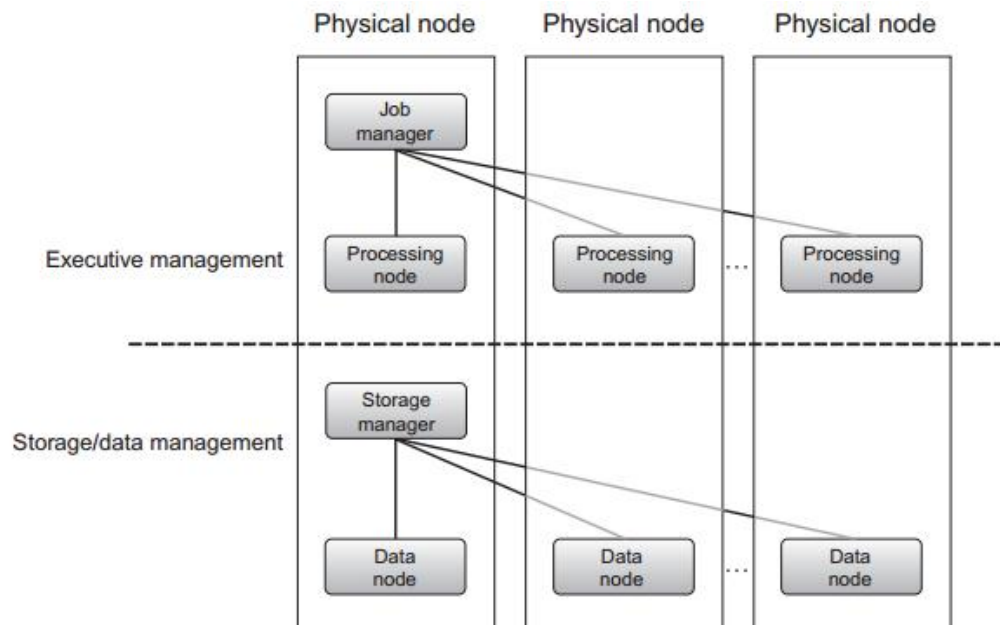 Physical node
Physical node
Physical node
Job
manager
Executive management
Processing
node
Processing
node
...
Processing
node
Storage
manager
Storage/data management
Data
node
Data
node
...
Data
node